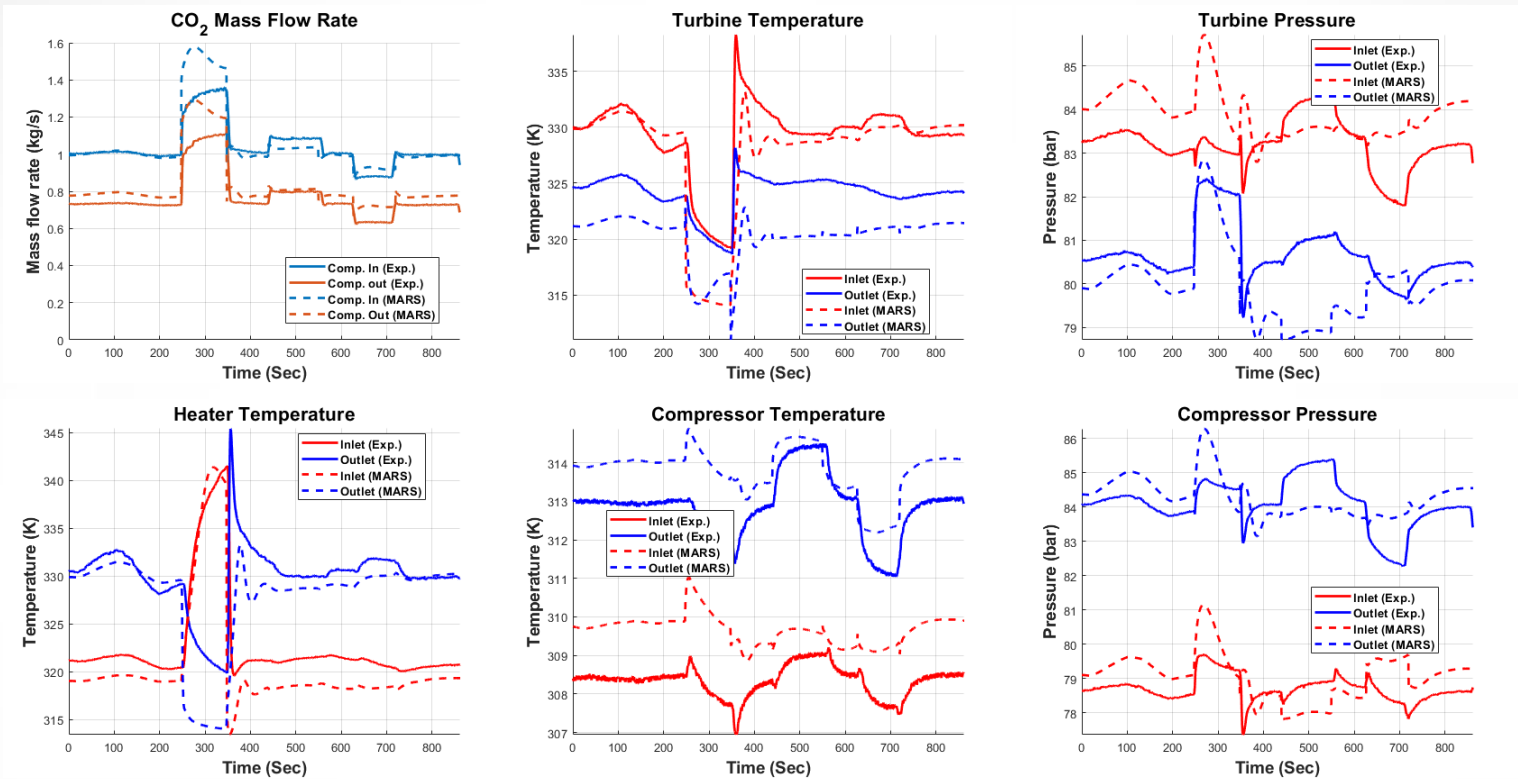 CO2 Mass Flow Rate
Mass flow rate (kg/s)
1.6
1.4
1.2
1
0.8
0.6
0.4
0.2
0
Comp. In (Exp.)
Comp. out (Exp.)
Comp. In (MARS)
Comp. Out (MARS)
0 100 200 300 400 500 600 700 800
Time (Sec)
Turbine Temperature
Temperature (K)
335
330
325
320
315
Inlet (Exp.)
Outlet (Exp.)
Inlet (MARS)
Outlet (MARS)
0 100 200 300 400 500 600 700 800
Time (Sec)
Turbine Pressure
Pressure (bar)
85
84
83
82
81
80
79
Inlet (Exp.)
Outlet (Exp.)
Inlet (MARS)
Outlet (MARS)
0 100 200 300 400 500 600 700 800
Time (Sec)
Heater Temperature
Temperature (K)
345
340
335
330
325
320
315
Inlet (Exp.)
Outlet (Exp.)
Inlet (MARS)
Outlet (MARS)
0 100 200 300 400 500 600 700 800
Time (Sec)
Compressor Temperature
Temperature (K)
314
313
312
311
310
309
308
307
Inlet (Exp.)
Outlet (Exp.)
Inlet (MARS)
Outlet (MARS)
0 100 200 300 400 500 600 700 800
Time (Sec)
Compressor Pressure
Pressure (bar)
86
85
84
83
82
81
80
79
78
Inlet (Exp.)
Outlet (Exp.)
Inlet (MARS)
Outlet (MARS)
0 100 200 300 400 500 600 700 800
Time (Sec)